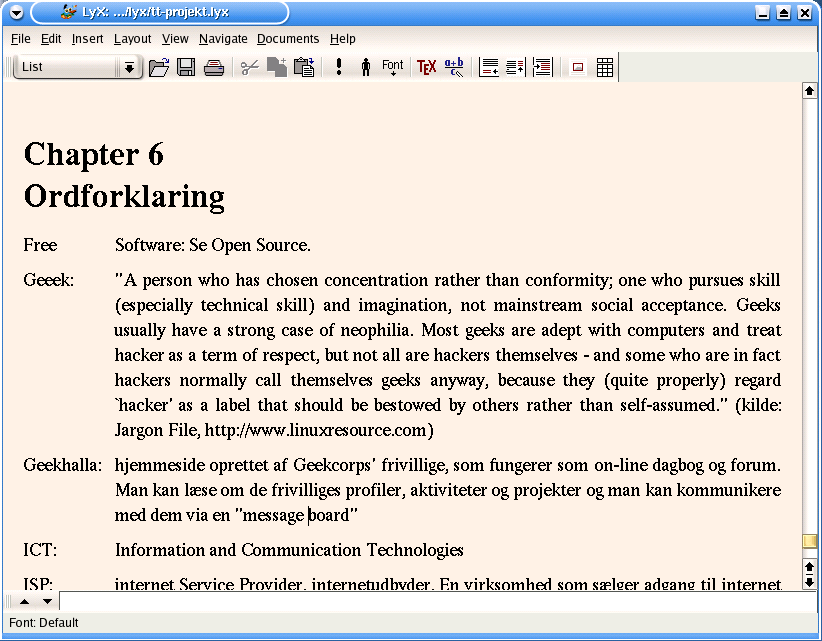 LyX: .../lyx/tt-projekt.lyx
File Edit Insert Layout View Navigate Documents Help
List Font TEX a+b c
Chapter 6
Ordforklaring
Free Software: Se Open Source.
Geeek: "A person who has chosen concentration rather than conformity; one who pursues skill
(especially technical skill) and imagination, not mainstream social acceptance. Geeks
usually have a strong case of neophilia. Most geeks are adept with computers and treat
hacker as a term of respect, but not all are hackers themselves - and some who are in fact
hackers normally call themselves geeks anyway, because they (quite properly) regard
`hacker' as a label that should be bestowed by others rather than self-assumed." (kilde:
Jargon File, http://www.linuxresource.com)
Geekhalla: hjemmeside oprettet af Geekcorps' frivillige, som fungerer som on-line dagbog og forum.
Man kan læse om de frivilliges profiler, aktiviteter og projekter og man kan kommunikere
med dem via en "message board"
ICT: Information and Communication Technologies
ISP: internet Service Provider, internetudbyder. En virksomhed som sælger adgang til internet
Font: Default